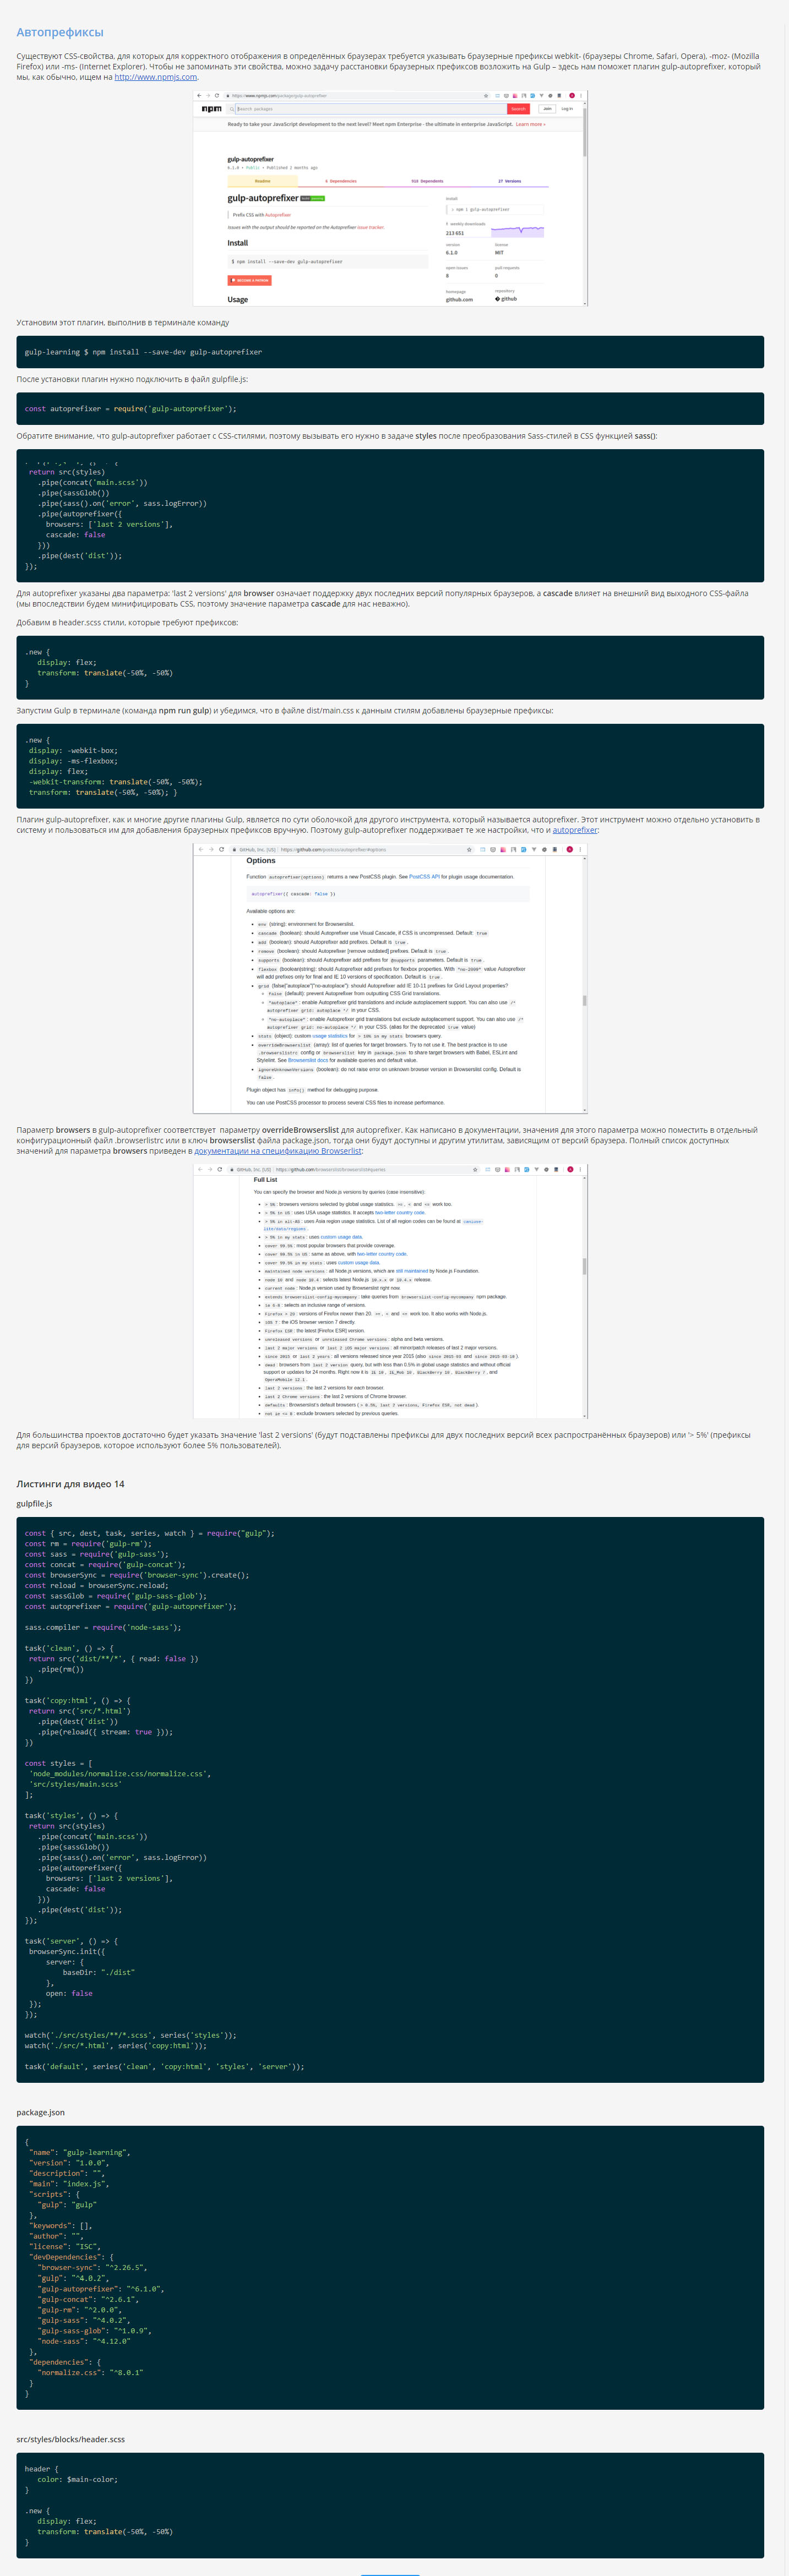 Автопрефиксы
Существуют CSS-свойства, для которых для корректного отображения в определённых браузерах требуется указывать браузерные префиксы webkit- (браузеры Chrome, Safari, Opera), -moz- (Mozilla
Firefox) или -ms- (Internet Explorer). Чтобы не запоминать эти свойства, можно задачу расстановки браузерных префиксов возложить на Gulp – здесь нам поможет плагин gulp-autoprefixer, который
мы, как обычно, ищем на http://www.npmjs.com.
https://www.npmjs.com/package/gulp-autoprefixer
npm
Search packages
Search
Join
Log In
Ready to take your JavaScript development to the next level? Meet npm Enterprise - the ultimate in enterprise JavaScript. Learn more ›
gulp-autoprefixer
6.1.0 • Public • Published
months ago
Readme
Dependencies
Dependents
27 Versions
gulp-autoprefixer
install
> npm i gulp-autoprefixer
Prefix CSS with Autoprefixer
Issues with the output should be reported on the Autoprefixer issue tracker.
weekly downloads
213 651
Install
version
license
6.1.0
MIT
$ npm install --save-dev gulp-autoprefixer
open issues
pull requests
8
0
BECOME A PATRON
homepage
repository
github.com
github
Usage
Установим этот плагин, выполнив в терминале команду
gulp-learning $ npm install --save-dev gulp-autoprefixer
После установки плагин нужно подключить в файл gulpfile.js:
const autoprefixer = require('gulp-autoprefixer');
Обратите внимание, что gulp-autoprefixer работает с CSS-стилями, поэтому вызывать его нужно в задаче styles после преобразования Sass-стилей в CSS функцией sass():
return src(styles)
.pipe(concat('main.scss'))
.pipe(sassGlob())
.pipe(sass().on('error', sass.logError))
.pipe(autoprefixer({
browsers: ['last 2 versions'],
cascade: false
}))
.pipe(dest('dist'));
});
Для autoprefixer указаны два параметра: 'last 2 versions' для browser означает поддержку двух последних версий популярных браузеров, а cascade влияет на внешний вид выходного CSS-файла
(мы впоследствии будем минифицировать CSS, поэтому значение параметра cascade для нас неважно).
Добавим в header.scss стили, которые требуют префиксов:
.new {
display: flex;
transform: translate(-50%, -50%)
}
Запустим Gulp в терминале (команда npm run gulp) и убедимся, что в файле dist/main.css к данным стилям добавлены браузерные префиксы:
.new {
display: -webkit-box;
display: -ms-flexbox;
display: flex;
-webkit-transform: translate(-50%, -50%);
transform: translate(-50%, -50%); }
Плагин gulp-autoprefixer, как и многие другие плагины Gulp, является по сути оболочкой для другого инструмента, который называется autoprefixer. Этот инструмент можно отдельно установить в
систему и пользоваться им для добавления браузерных префиксов вручную. Поэтому gulp-autoprefixer поддерживает те же настройки, что и autoprefixer:
GitHub, Inc. [US] https://github.com/postcss/autoprefixer#options
Options
Function autoprefixer(options) returns a new PostCSS plugin. See PostCSS API for plugin usage documentation.
autoprefixer({ cascade: false })
Available options are:
env (string): environment for Browserslist.
cascade (boolean): should Autoprefixer use Visual Cascade, if CSS is uncompressed. Default: true
add (boolean): should Autoprefixer add prefixes. Default is true.
remove (boolean): should Autoprefixer [remove outdated] prefixes. Default is true.
supports (boolean): should Autoprefixer add prefixes for @supports parameters. Default is true.
flexbox (boolean|string): should Autoprefixer add prefixes for flexbox properties. With "no-2009" value Autoprefixer
will add prefixes only for final and IE 10 versions of specification. Default is true.
grid (false|"autoplace"|"no-autoplace"): should Autoprefixer add IE 10-11 prefixes for Grid Layout properties?
false (default): prevent Autoprefixer from outputting CSS Grid translations.
"autoplace": enable Autoprefixer grid translations and include autoplacement support. You can also use /*
autoprefixer grid: autoplace */ in your CSS.
"no-autoplace": enable Autoprefixer grid translations but exclude autoplacement support. You can also use /*
autoprefixer grid: no-autoplace */ in your CSS. (alias for the deprecated true value)
stats (object): custom usage statistics for > 10% in my stats browsers query.
overrideBrowserslist (array): list of queries for target browsers. Try to not use it. The best practice is to use
.browserslistrc config or browserslist key in package.json to share target browsers with Babel, ESLint and
Stylelint. See Browserslist docs for available queries and default value.
ignoreUnknownVersions (boolean): do not raise error on unknown browser version in Browserslist config. Default is
false.
Plugin object has info() method for debugging purpose.
You can use PostCSS processor to process several CSS files to increase performance.
Параметр browsers в gulp-autoprefixer соответствует параметру overrideBrowserslist для autoprefixer. Как написано в документации, значения для этого параметра можно поместить в отдельный
конфигурационный файл .browserlistrc или в ключ browserslist файла package.json, тогда они будут доступны и другим утилитам, зависящим от версий браузера. Полный список доступных
значений для параметра browsers приведен в документации на спецификацию Browserlist:
GitHub, Inc. [US] https://github.com/browserslist/browserslist#queries
Full List
You can specify the browser and Node.js versions by queries (case insensitive):
> 5%: browsers versions selected by global usage statistics. >=, < and <= work too.
> 5% in US: uses USA usage statistics. It accepts two-letter country code.
> 5% in alt-AS: uses Asia region usage statistics. List of all region codes can be found at caniuse-
lite/data/regions.
> 5% in my stats: uses custom usage data.
cover 99.5%: most popular browsers that provide coverage.
cover 99.5% in US: same as above, with two-letter country code.
cover 99.5% in my stats: uses custom usage data.
maintained node versions: all Node.js versions, which are still maintained by Node.js Foundation.
node 10 and node 10.4: selects latest Node.js 10.x.x or 10.4.x release.
current node: Node.js version used by Browserslist right now.
extends browserslist-config-mycompany: take queries from browserslist-config-mycompany npm package.
ie 6-8: selects an inclusive range of versions.
Firefox > 20: versions of Firefox newer than 20. >=, < and <= work too. It also works with Node.js.
iOS 7: the iOS browser version 7 directly.
Firefox ESR: the latest [Firefox ESR] version.
unreleased versions or unreleased Chrome versions: alpha and beta versions.
last 2 major versions or last 2 iOS major versions: all minor/patch releases of last 2 major versions.
since 2015 or last 2 years: all versions released since year 2015 (also since 2015-03 and since 2015-03-10).
dead: browsers from last 2 version query, but with less than 0.5% in global usage statistics and without official
support or updates for 24 months. Right now it is IE 10, IE_Mob 10, BlackBerry 10, BlackBerry 7, and
OperaMobile 12.1.
last 2 versions: the last 2 versions for each browser.
last 2 Chrome versions: the last 2 versions of Chrome browser.
defaults: Browserslist's default browsers (> 0.5%, last 2 versions, Firefox ESR, not dead).
not ie <= 8: exclude browsers selected by previous queries.
Для большинства проектов достаточно будет указать значение 'last 2 versions' (будут подставлены префиксы для двух последних версий всех распространённых браузеров) или '> 5%' (префиксы
для версий браузеров, которое используют более 5% пользователей).
Листинги для видео 14
gulpfile.js
const { src, dest, task, series, watch } = require("gulp");
const rm = require('gulp-rm');
const sass = require('gulp-sass');
const concat = require('gulp-concat');
const browserSync = require('browser-sync').create();
const reload = browserSync.reload;
const sassGlob = require('gulp-sass-glob');
const autoprefixer = require('gulp-autoprefixer');
sass.compiler = require('node-sass');
task('clean', () => {
return src('dist/**/*', { read: false })
.pipe(rm())
})
task('copy:html', () => {
return src('src/*.html')
.pipe(dest('dist'))
.pipe(reload({ stream: true }));
})
const styles = [
'node_modules/normalize.css/normalize.css',
'src/styles/main.scss'
];
task('styles', () => {
return src(styles)
.pipe(concat('main.scss'))
.pipe(sassGlob())
.pipe(sass().on('error', sass.logError))
.pipe(autoprefixer({
browsers: ['last 2 versions'],
cascade: false
}))
.pipe(dest('dist'));
});
task('server', () => {
browserSync.init({
server: {
baseDir: "./dist"
},
open: false
});
});
watch('./src/styles/**/*.scss', series('styles'));
watch('./src/*.html', series('copy:html'));
task('default', series('clean', 'copy:html', 'styles', 'server'));
package.json
{
"name": "gulp-learning",
"version": "1.0.0",
"description": "",
"main": "index.js",
"scripts": {
"gulp": "gulp"
},
"keywords": [],
"author": "",
"license": "ISC",
"devDependencies": {
"browser-sync": "^2.26.5",
"gulp": "^4.0.2",
"gulp-autoprefixer": "^6.1.0",
"gulp-concat": "^2.6.1",
"gulp-rm": "^2.0.0",
"gulp-sass": "^4.0.2",
"gulp-sass-glob": "^1.0.9",
"node-sass": "^4.12.0"
},
"dependencies": {
"normalize.css": "^8.0.1"
}
}
src/styles/blocks/header.scss
header {
color: $main-color;
}
.new {
display: flex;
transform: translate(-50%, -50%)
}